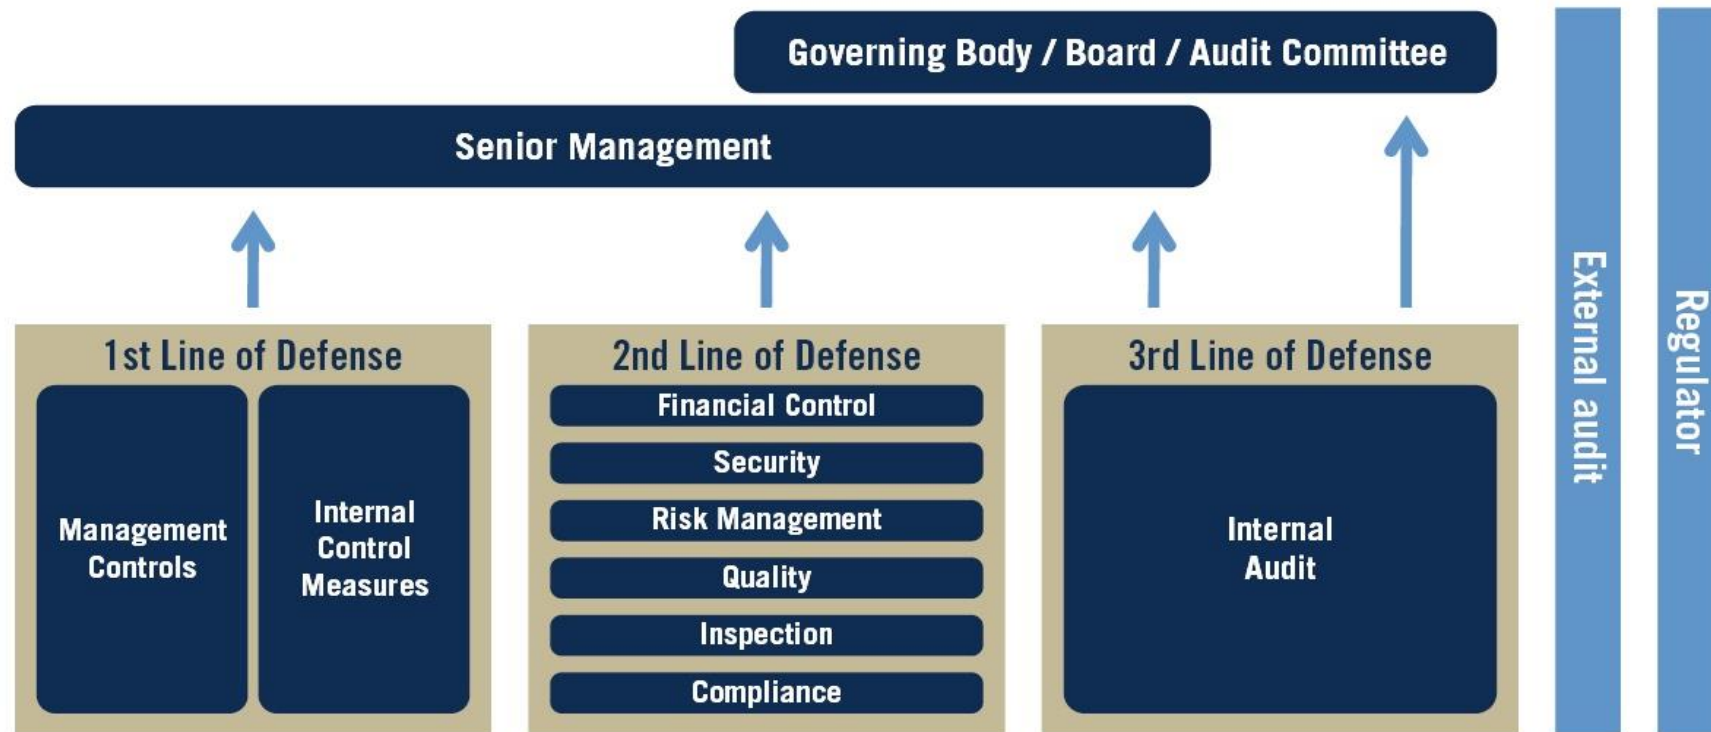 Governing Body / Board / Audit Committee
Senior Management
1st Line of Defense
Management
Controls
Internal
Control
Measures
2nd Line of Defense
Financial Control
Security
Risk Management
Quality
Inspection
Compliance
3rd Line of Defense
Internal
Audit
External audit
Regulator